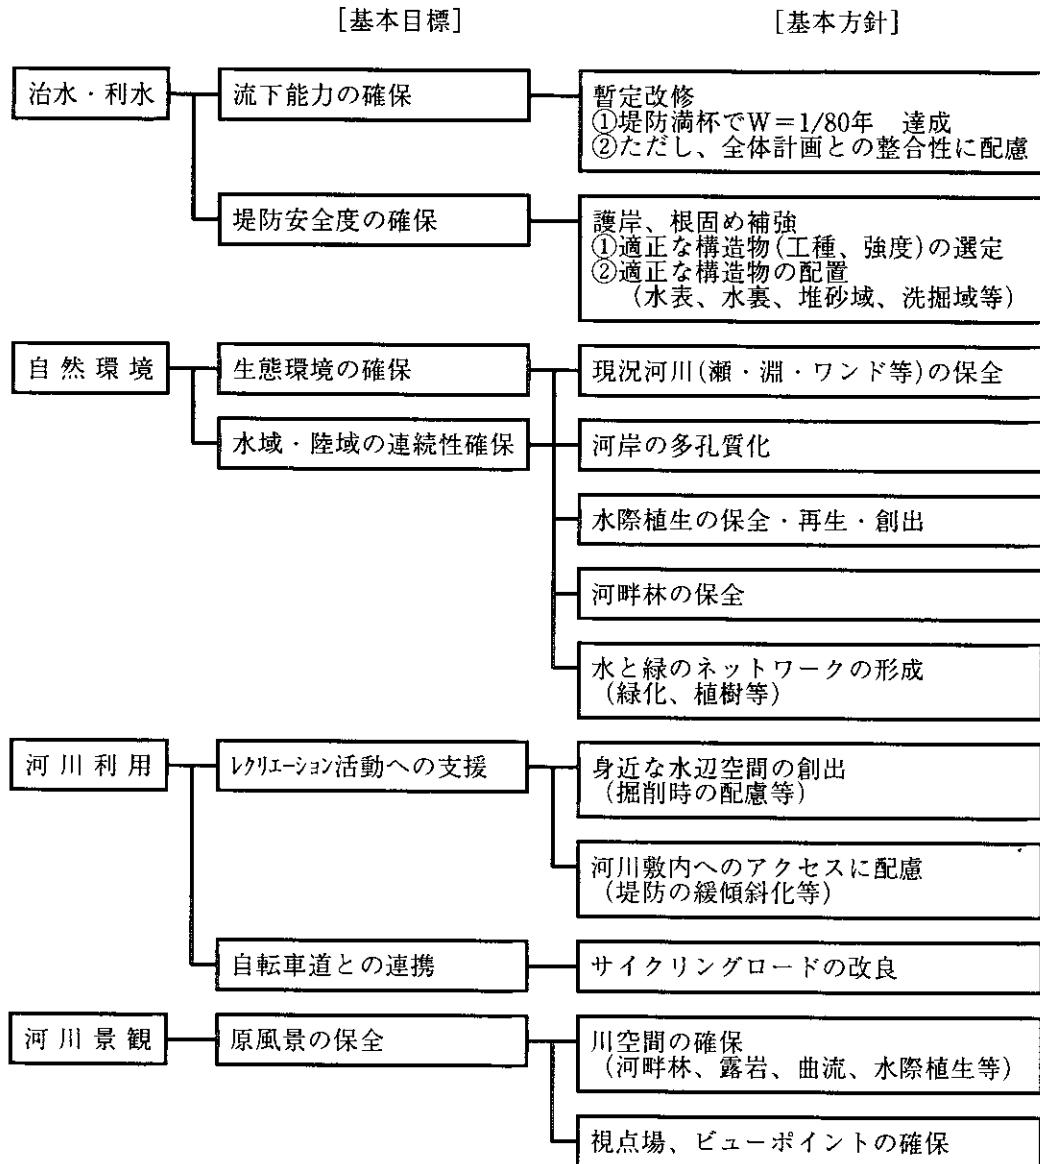 [基本目標] [基本方針]
治水・利水
流下能力の確保
暫定改修
①堤防満杯でW＝1/80年　達成
②ただし、全体計画との整合性に配慮
堤防安全度の確保
護岸、根固め補強
①適正な構造物(工種、強度)の選定
②適正な構造物の配置
（水表、水裏、堆砂域、洗掘域等）
自然環境
生態環境の確保
現況河川(瀬・淵・ワンド等)の保全
水域・陸域の連続性確保
河岸の多孔質化
水際植生の保全・再生・創出
河畔林の保全
水と緑のネットワークの形成
（緑化、植樹等）
河川利用
ﾚｸﾘｴｰｼｮﾝ活動への支援
身近な水辺空間の創出
（掘削時の配慮等）
河川敷内へのアクセスに配慮
（堤防の緩傾斜化等）
自転車道との連携
サイクリングロードの改良
河川景観
原風景の保全
川空間の確保
（河畔林、露岩、曲流、水際植生等）
視点場、ビューポイントの確保